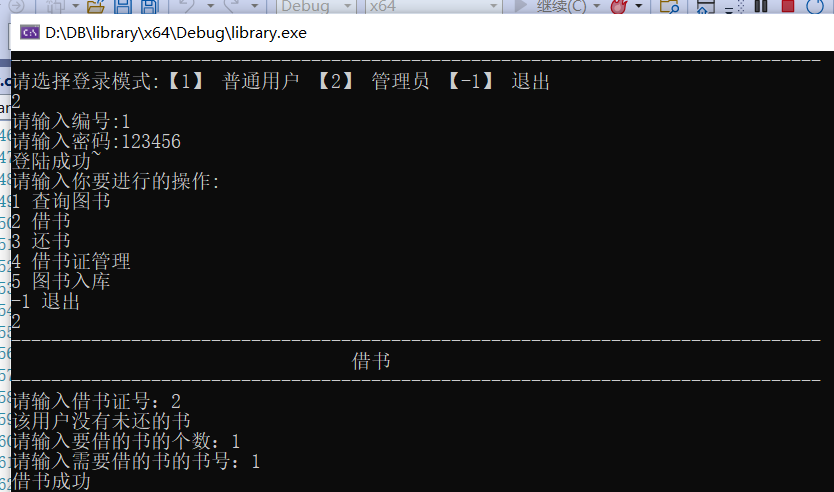 Debug
x64
继续(C)
D:\DB\library\x64\Debug\library.exe
--------------------------------------------------------------------------------
请选择登录模式:【1】 普通用户 【2】 管理员 【-1】 退出
2
请输入编号:1
请输入密码:123456
登陆成功~
请输入你要进行的操作:
1 查询图书
2 借书
3 还书
4 借书证管理
5 图书入库
-1 退出
2
--------------------------------------------------------------------------------
借书
--------------------------------------------------------------------------------
请输入借书证号: 2
该用户没有未还的书
请输入要借的书的个数: 1
请输入需要借的书的书号: 1
借书成功